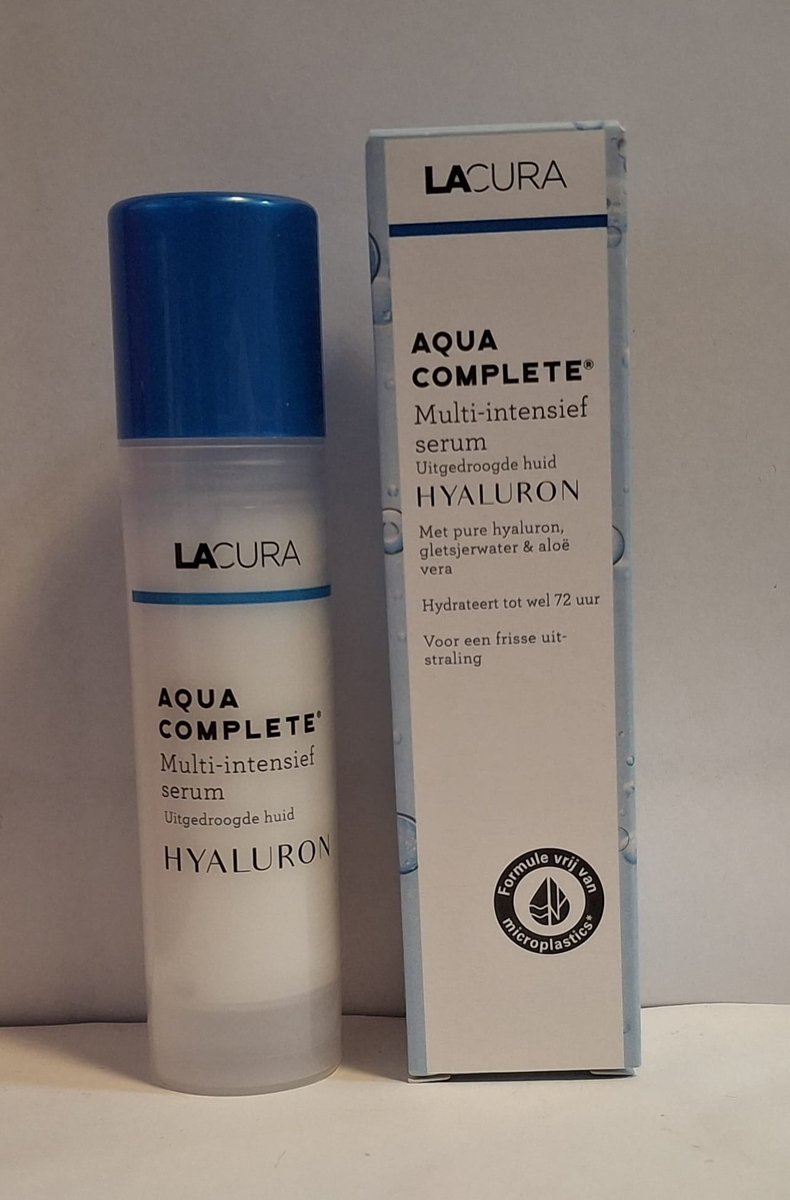 LACURA
AQUA
COMPLETE®
Multi-intensief
serum
Uitgedroogde huid
HYALURON
LACURA
AQUA
COMPLETE®
Multi-intensief
serum
Uitgedroogde huid
HYALURON
Met pure hyaluron,
gletsjerwater & aloë
vera
Hydrateert tot wel 72 uur
Voor een frisse uit-
straling
Formule vrij van
microplastics*